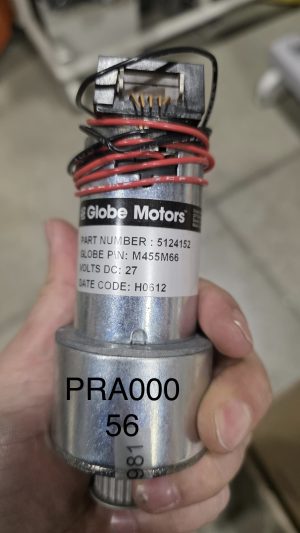 Globe Motors
PART NUMBER : 5124152
GLOBE P\N: M455M66
VOLTS DC: 27
DATE CODE: H0612
PRA000
56
981